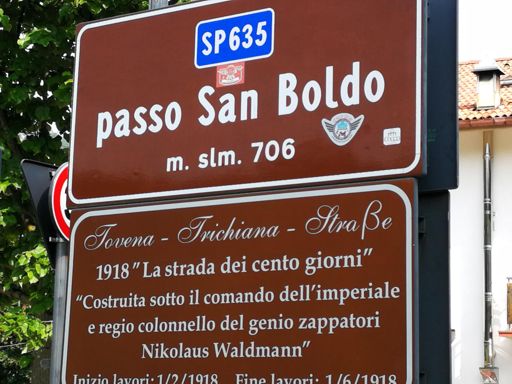 SP635
passo San Boldo
m. slm. 706
Tovena - Trichiana - Straße
1918 "La strada dei cento giorni"
"Costruita sotto il comando dell'imperiale
e regio colonnello del genio zappatori
Nikolaus Waldmann"
Inizio lavori: 1/2/1918 Fine lavori: 1/6/1918